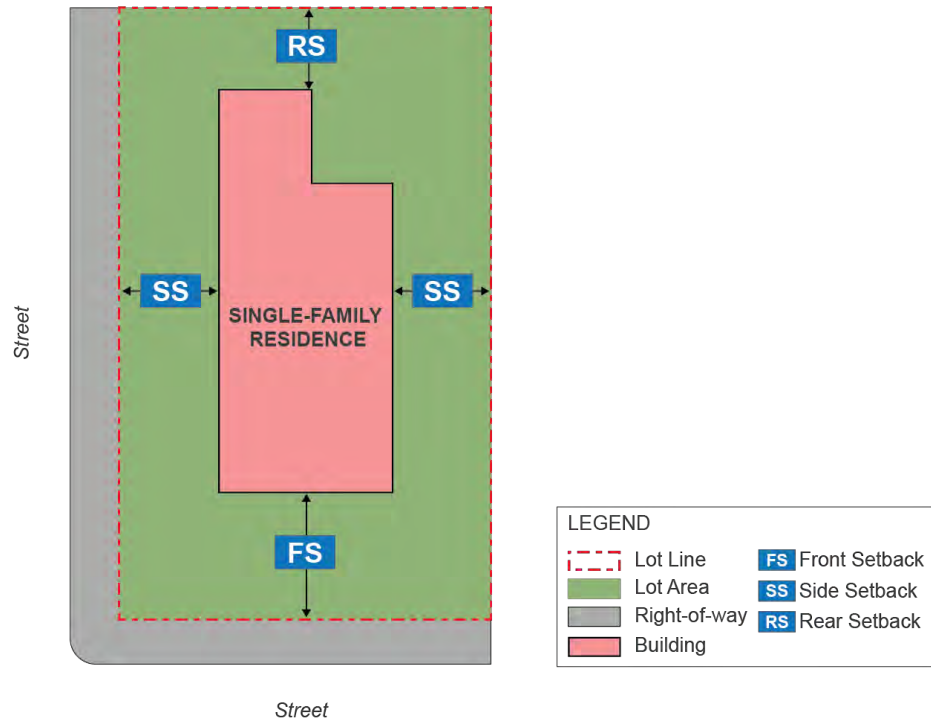 RS
SS
SS
SINGLE-FAMILY
RESIDENCE
Street
FS
Street
LEGEND
Lot Line
Lot Area
Right-of-way
Building
FS Front Setback
SS Side Setback
RS Rear Setback